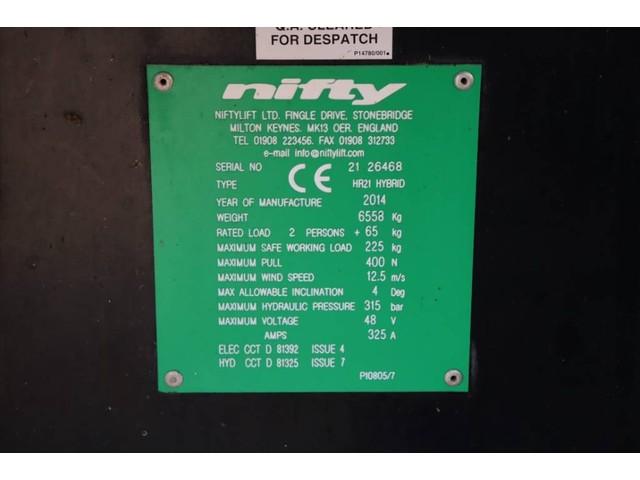 Q.A. CLEARED
FOR DESPATCH
P14780/001
nifty
NIFTYLIFT LTD. FINGLE DRIVE, STONEBRIDGE
MILTON KEYNES. MK13 OER. ENGLAND
TEL 01908 223456. FAX 01908 312733
e-mail info@niftylift.com
SERIAL NO CE 21 26468
TYPE HR21 HYBRID
YEAR OF MANUFACTURE 2014
WEIGHT 6558 Kg
RATED LOAD 2 PERSONS + 65 kg
MAXIMUM SAFE WORKING LOAD 225 kg
MAXIMUM PULL 400 N
MAXIMUM WIND SPEED 12.5 m/s
MAX ALLOWABLE INCLINATION 4 Deg
MAXIMUM HYDRAULIC PRESSURE 315 bar
MAXIMUM VOLTAGE 48 V
AMPS 325 A
ELEC CCT D 81392 ISSUE 4
HYD CCT D 81325 ISSUE 7
P10805/7